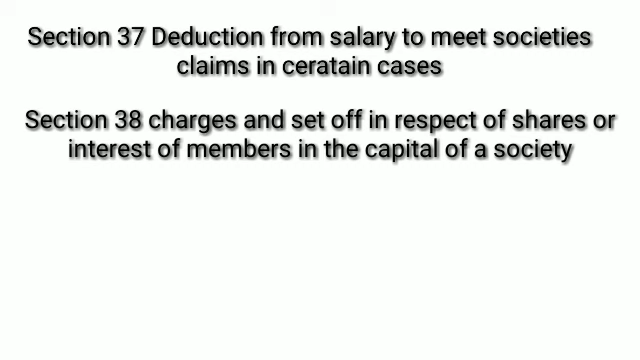 Section 37 Deduction from salary to meet societies
claims in ceratain cases
Section 38 charges and set off in respect of shares or
interest of members in the capital of a society